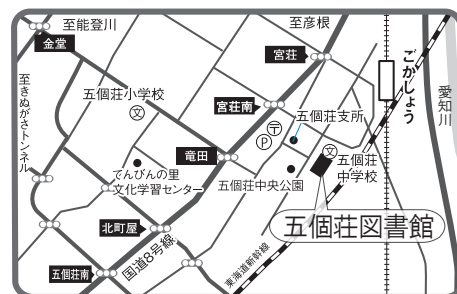 至能登川
至彦根
金堂
宮荘
ごかしょう
愛知川
至きぬがさトンネル
五個荘小学校
文
宮荘南
五個荘支所
〒
P
竜田
文
五個荘
中学校
てんびんの里
文化学習センター
五個荘中央公園
北町屋
五個荘図書館
国道8号線
東海道新幹線
五個荘南